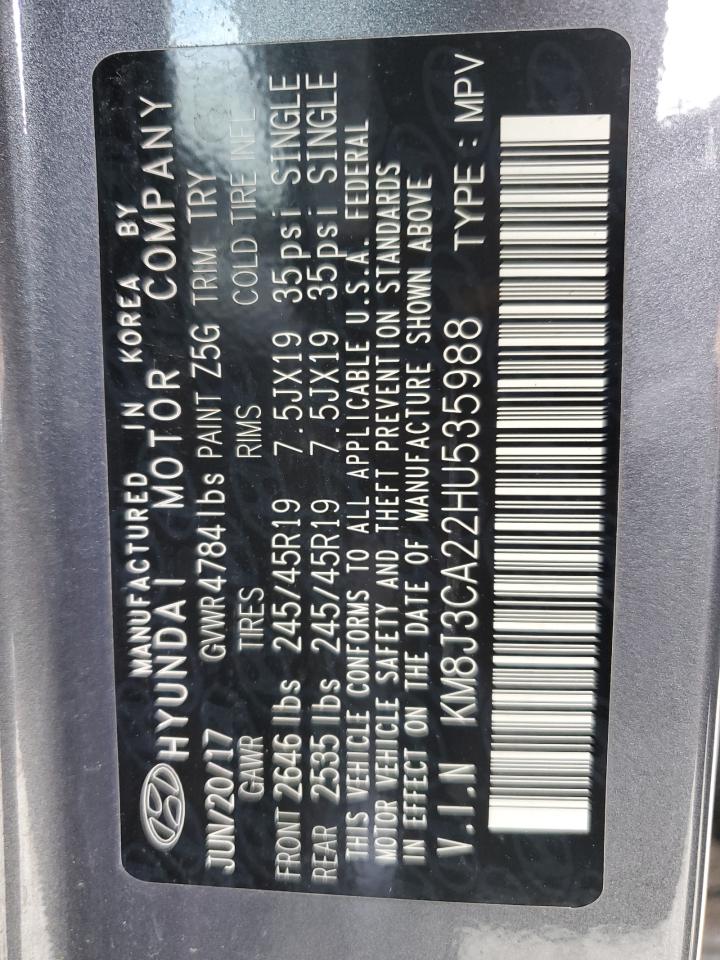 MANUFACTURED IN KOREA BY
HYUNDAI MOTOR COMPANY
JUN/20/17 GVWR 4784 lbs PAINT Z5G TRIM TRY
GAWR TIRES RIMS COLD TIRE INFL
FRONT 2646 lbs 245/45R19 7.5JX19 35psi SINGLE
REAR 2535 lbs 245/45R19 7.5JX19 35psi SINGLE
THIS VEHICLE CONFORMS TO ALL APPLICABLE U.S.A. FEDERAL
MOTOR VEHICLE SAFETY AND THEFT PREVENTION STANDARDS
IN EFFECT ON THE DATE OF MANUFACTURE SHOWN ABOVE
V.I.N KM8J3CA22HU535988 TYPE : MPV